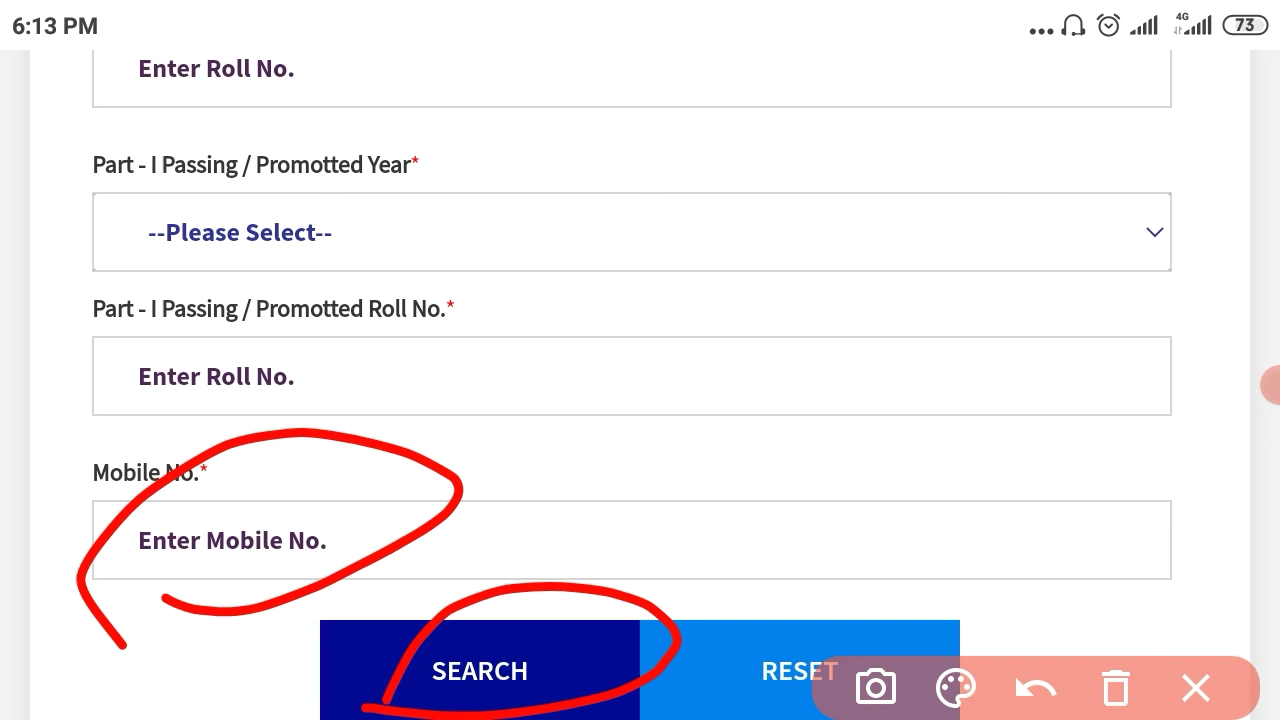 6:13 PM
4G
73
Enter Roll No.
Part - I Passing / Promotted Year*
--Please Select--
Part - I Passing / Promotted Roll No.*
Enter Roll No.
Mobile No.*
Enter Mobile No.
SEARCH
RESET